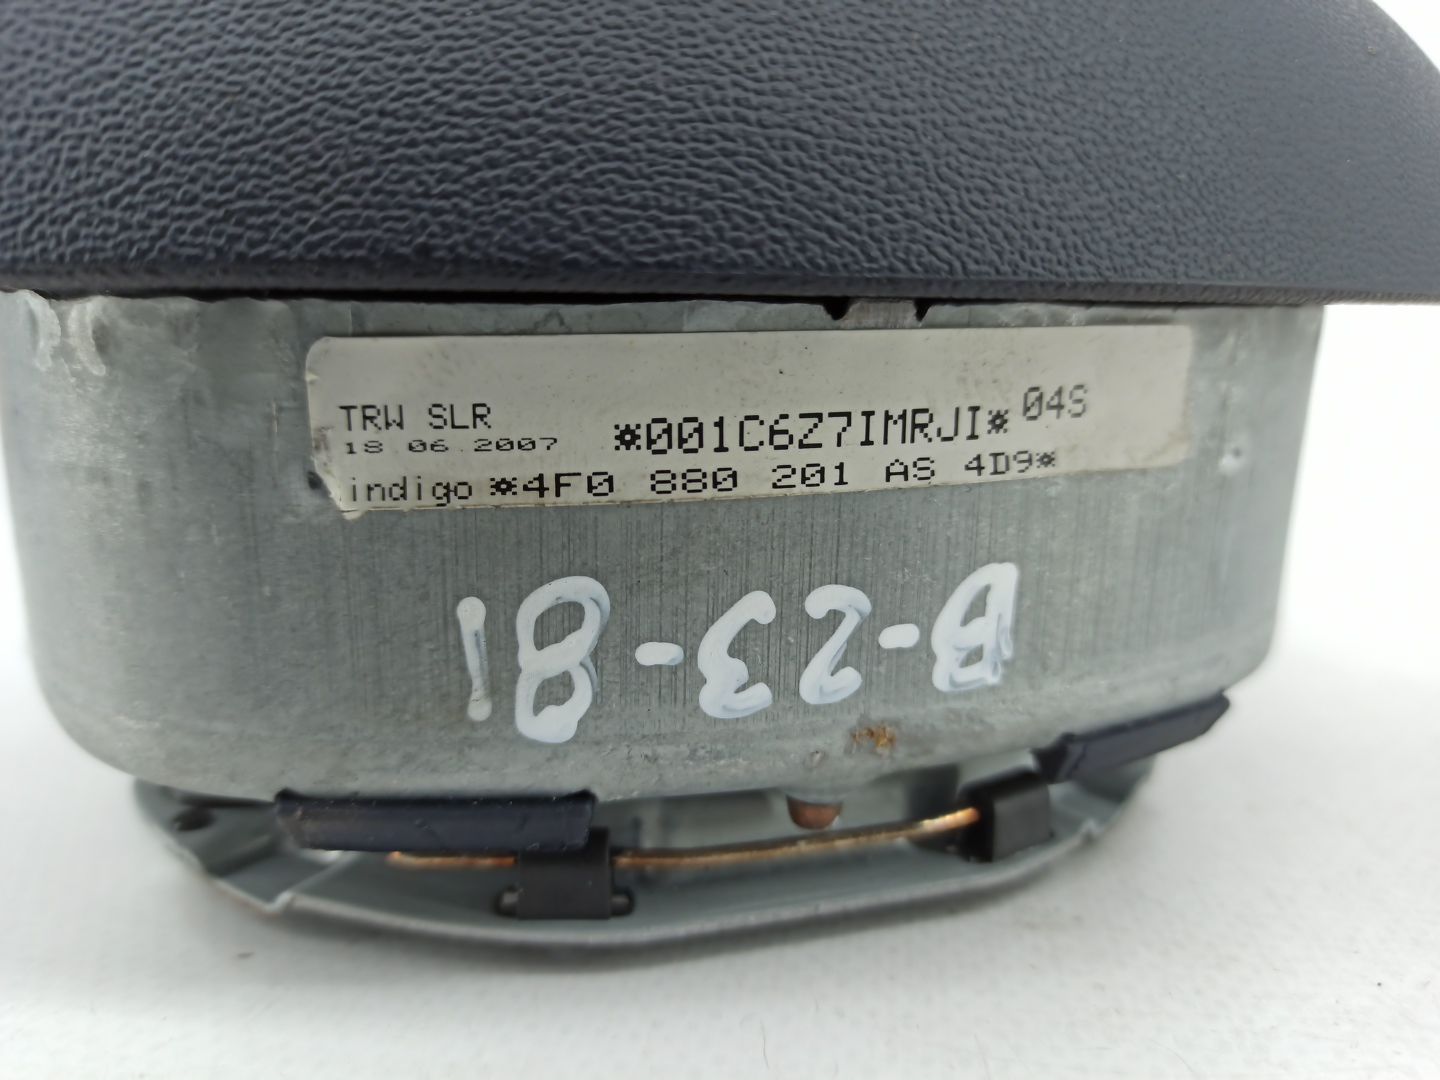 TRW SLR
18.06.2007 *001C6Z7IMRJI* 04S
indigo *4F0 880 201 AS 4D9*
B-23-81